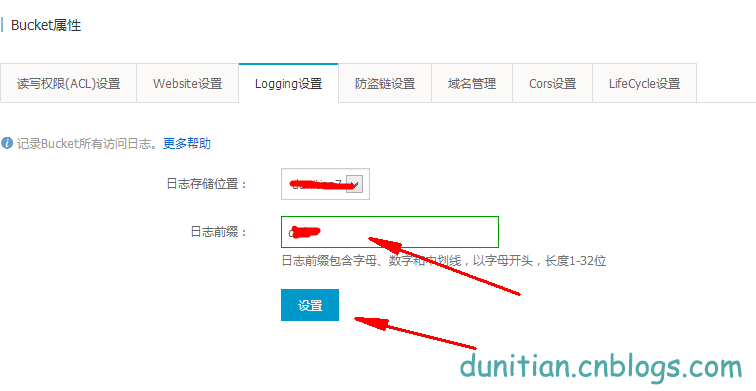 Bucket属性
读写权限(ACL)设置 Website设置 Logging设置 防盗链设置 域名管理 Cors设置 LifeCycle设置
记录Bucket所有访问日志。更多帮助
日志存储位置：
日志前缀：
日志前缀包含字母、数字和中划线，以字母开头，长度1-32位
设置
dunitian.cnblogs.com